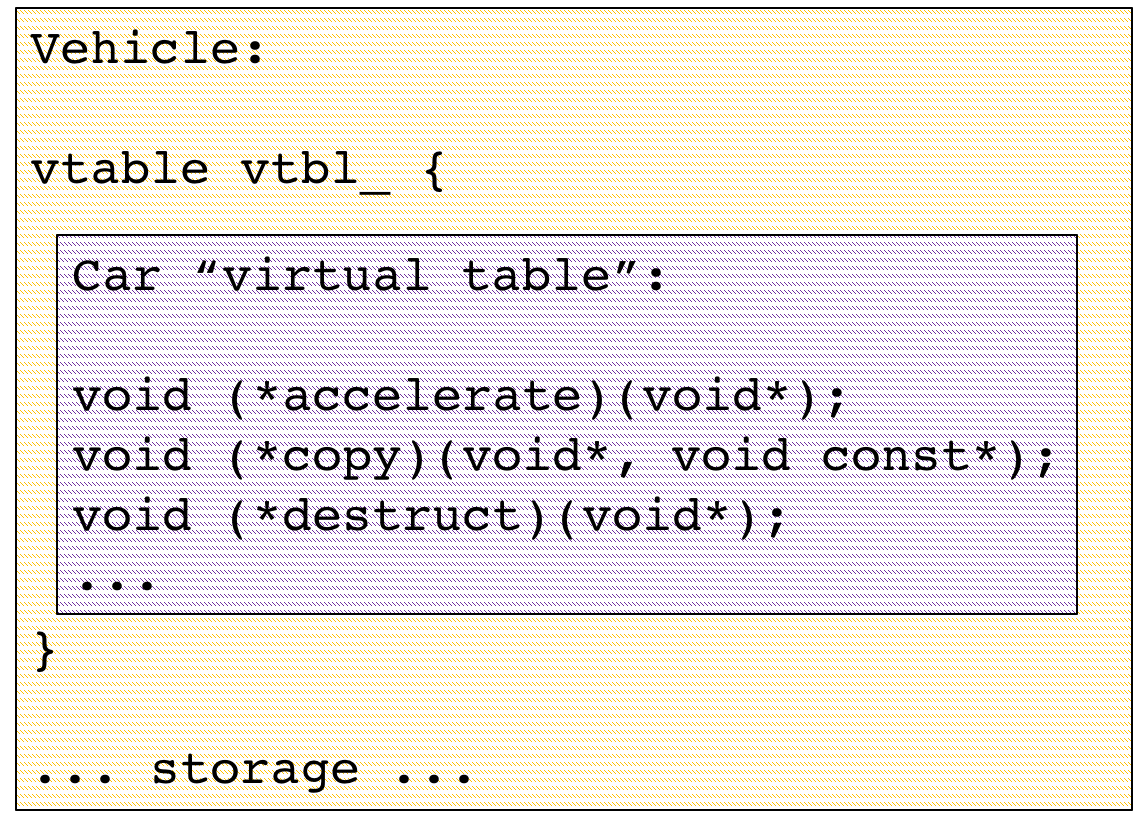 Vehicle:
vtable vtbl_ {
Car “virtual table”:
void (*accelerate)(void*);
void (*copy)(void*, void const*);
void (*destruct)(void*);
...
}
... storage ...